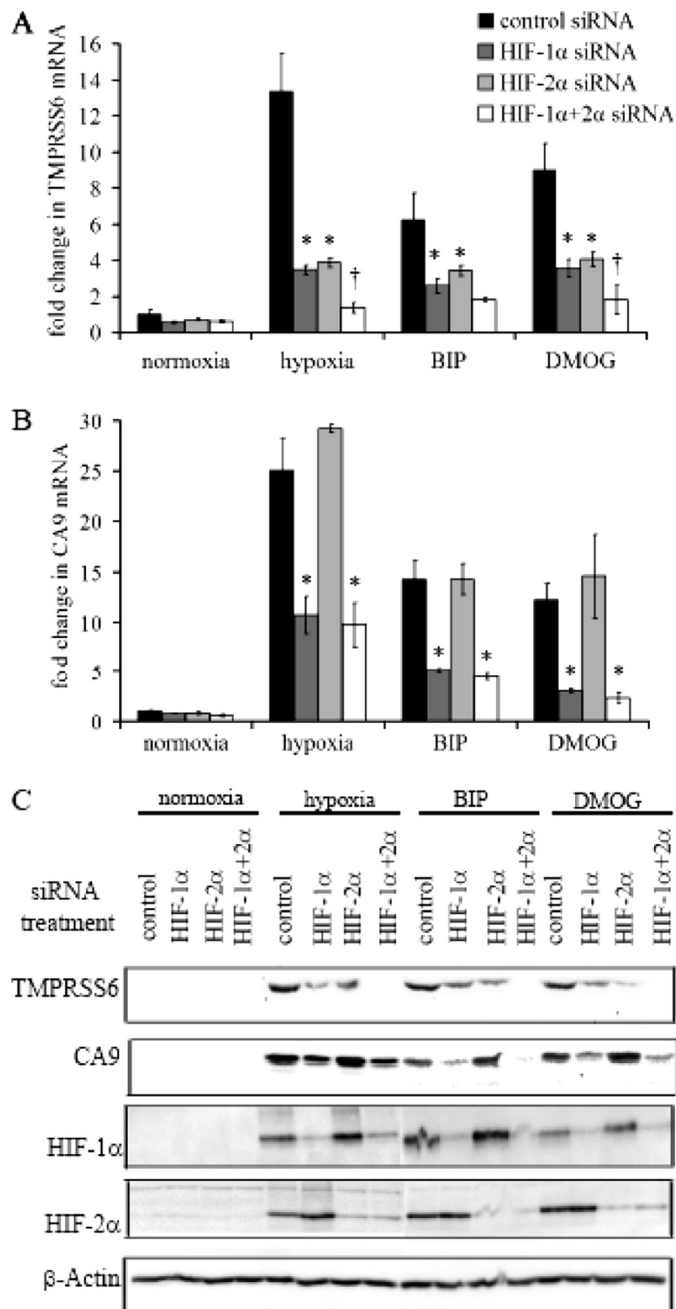 A
control siRNA
HIF-1α siRNA
HIF-2α siRNA
HIF-1α+2α siRNA
fold change in TMPRSS6 mRNA
16
14
12
10
8
6
4
2
0
* *
†
* *
* *
†
normoxia hypoxia BIP DMOG
B
fold change in CA9 mRNA
30
25
20
15
10
5
0
* *
* *
* *
normoxia hypoxia BIP DMOG
C
normoxia hypoxia BIP DMOG
siRNA
treatment
control HIF-1α HIF-2α HIF-1α+2α control HIF-1α HIF-2α HIF-1α+2α control HIF-1α HIF-2α HIF-1α+2α control HIF-1α HIF-2α HIF-1α+2α
TMPRSS6
CA9
HIF-1α
HIF-2α
β-Actin